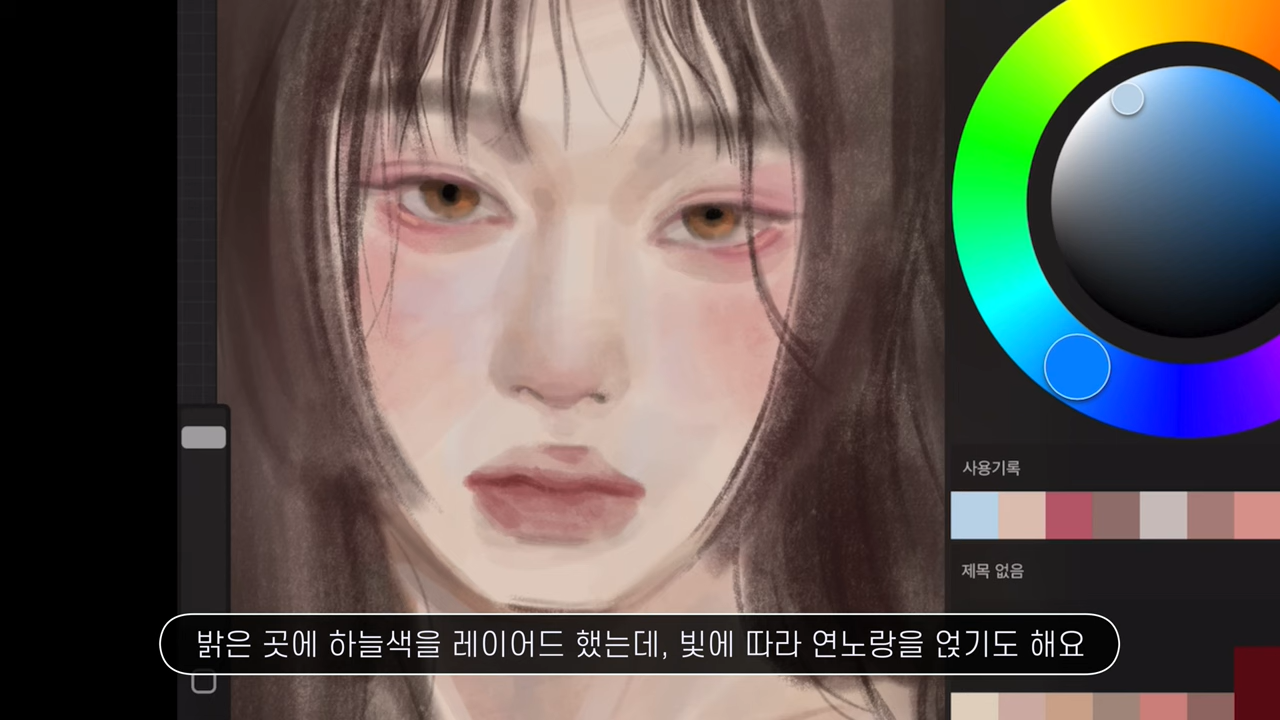 사용기록
제목 없음
밝은 곳에 하늘색을 레이어드 했는데, 빛에 따라 연노랑을 얹기도 해요